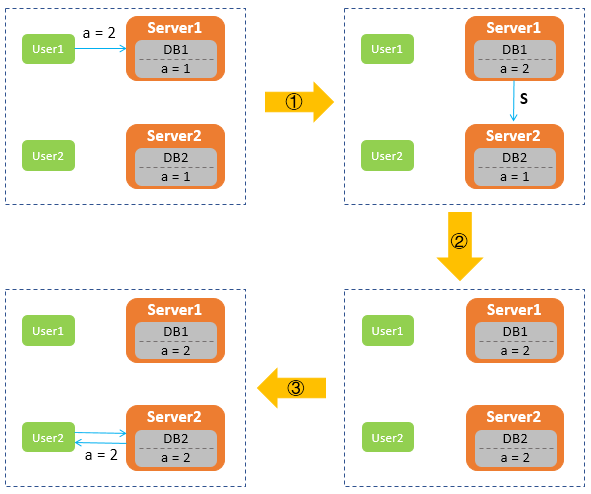 a = 2
User1
Server1
DB1
a = 1
User2
Server2
DB2
a = 1
①
User1
Server1
DB1
a = 2
S
User2
Server2
DB2
a = 1
②
User1
Server1
DB1
a = 2
User2
Server2
DB2
a = 2
③
User1
Server1
DB1
a = 2
User2
a = 2
Server2
DB2
a = 2